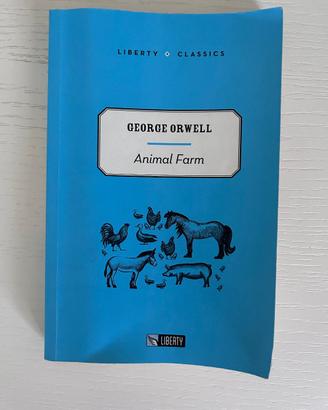 LIBERTY CLASSICS
GEORGE ORWELL
Animal Farm
LIBERTY